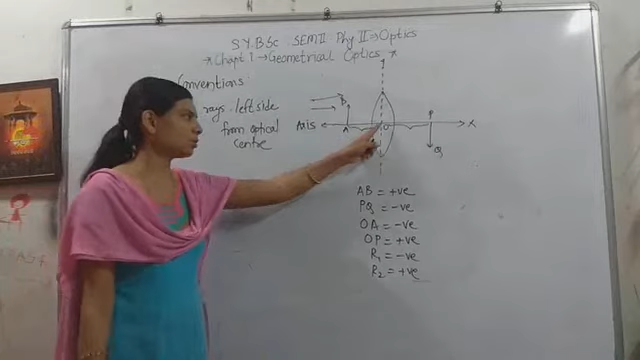 S.Y.BSc SEM II Phy II → Optics
* Chapt 1 → Geometrical Optics *
Conventions
rays - left side
from optical
centre
Axis
B
A
O
P
Q
X
Y
AB = +ve
PQ = -ve
OA = -ve
OP = +ve
R₁ = -ve
R₂ = +ve